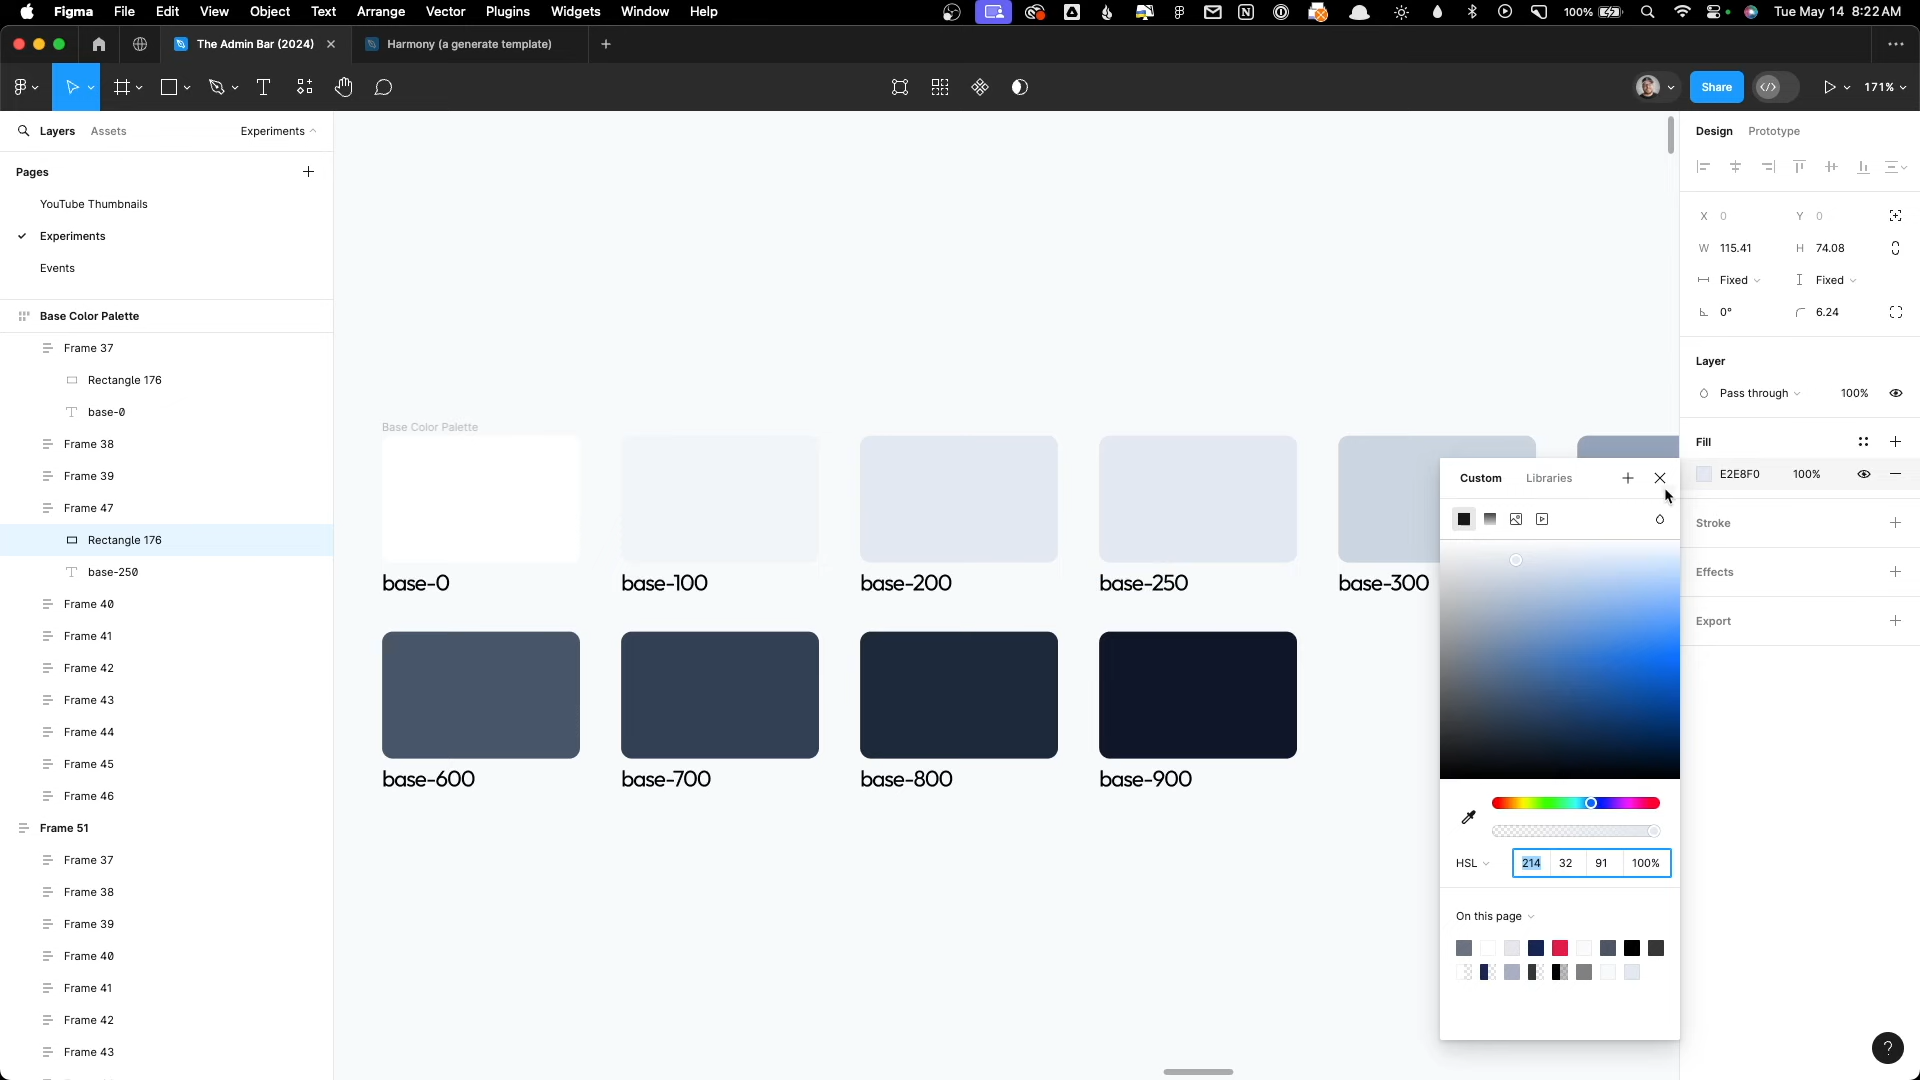 Figma File Edit View Object Text Arrange Vector Plugins Widgets Window Help
100% Tue May 14 8:22 AM
The Admin Bar (2024) Harmony (a generate template)
Share 171%
Layers Assets Experiments
Pages
YouTube Thumbnails
Experiments
Events
Base Color Palette
Frame 37
Rectangle 176
base-0
Frame 38
Frame 39
Frame 47
Rectangle 176
base-250
Frame 40
Frame 41
Frame 42
Frame 43
Frame 44
Frame 45
Frame 46
Frame 51
Frame 37
Frame 38
Frame 39
Frame 40
Frame 41
Frame 42
Frame 43
Base Color Palette
base-0 base-100 base-200 base-250 base-300
base-600 base-700 base-800 base-900
Custom Libraries
HSL 214 32 91 100%
On this page
Design Prototype
X 0 Y 0
W 115.41 H 74.08
Fixed Fixed
0° 6.24
Layer
Pass through 100%
Fill
E2E8F0 100%
Stroke
Effects
Export
?